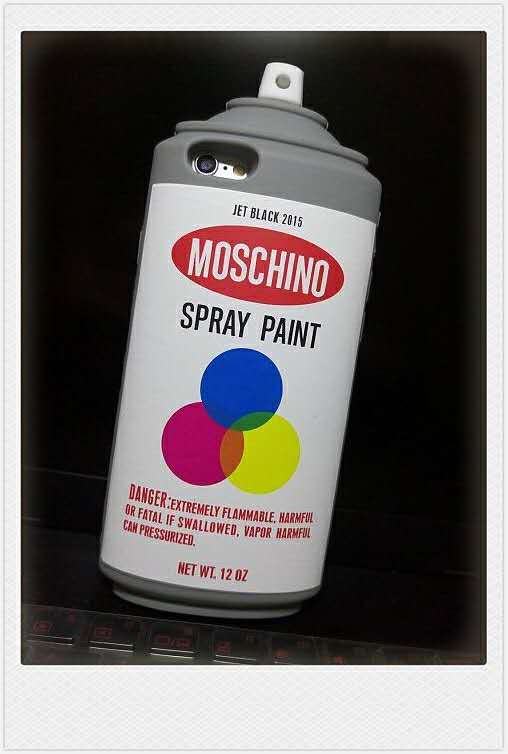 JET BLACK 2015
MOSCHINO
SPRAY PAINT
DANGER:EXTREMELY FLAMMABLE, HARMFUL
OR FATAL IF SWALLOWED, VAPOR HARMFUL
CAN PRESSURIZED.
NET WT. 12 OZ